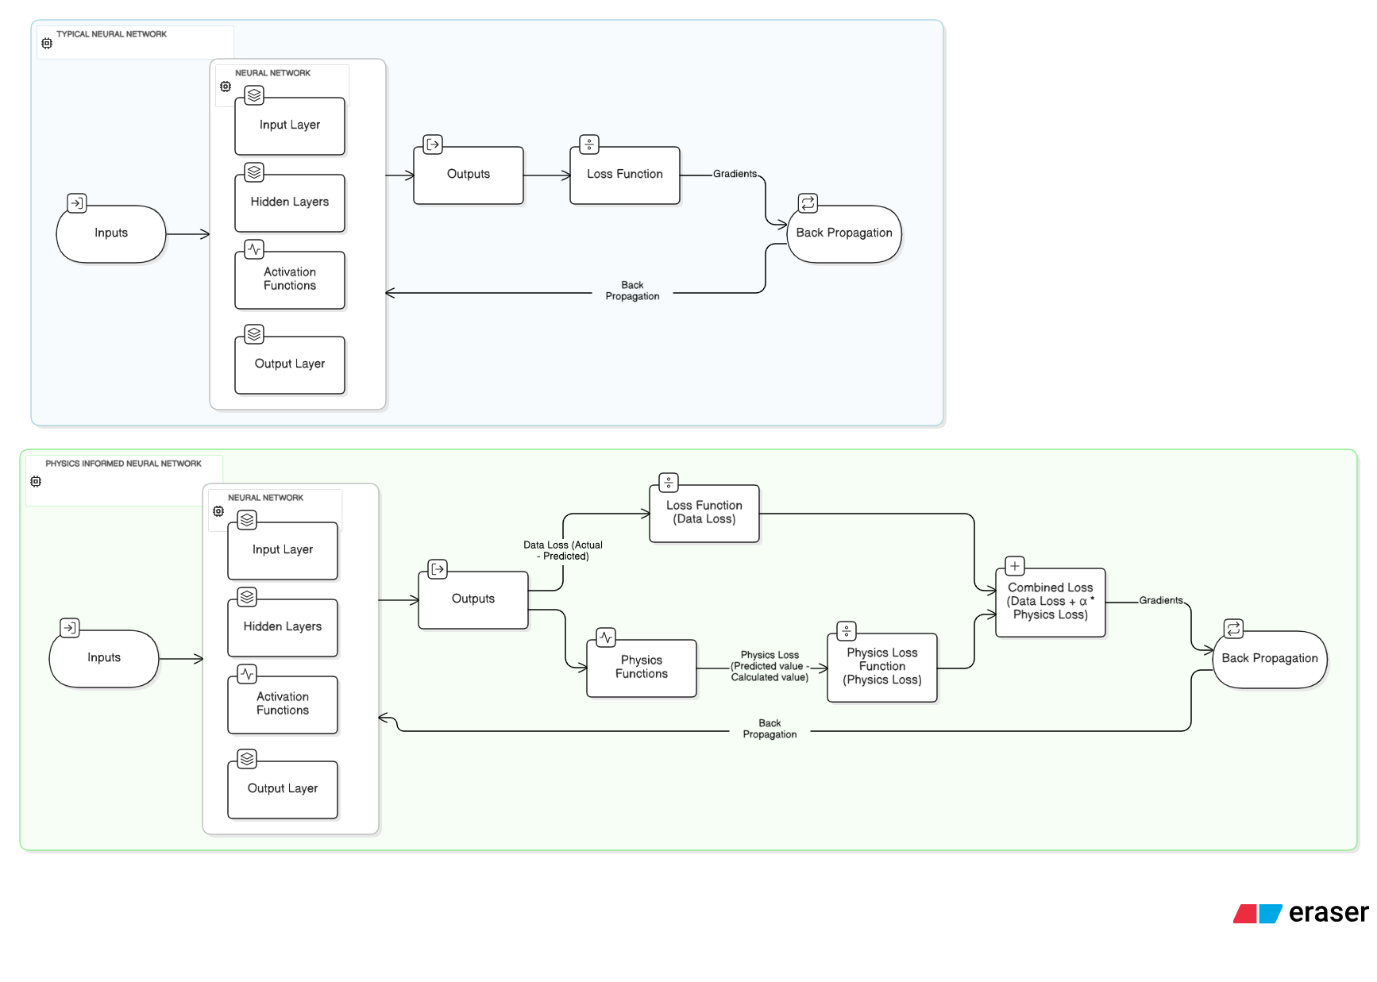 TYPICAL NEURAL NETWORK
NEURAL NETWORK
Input Layer
Hidden Layers
Activation
Functions
Output Layer
Inputs
Outputs
Loss Function
Gradients
Back Propagation
Back
Propagation
PHYSICS INFORMED NEURAL NETWORK
NEURAL NETWORK
Input Layer
Hidden Layers
Activation
Functions
Output Layer
Inputs
Outputs
Data Loss (Actual
- Predicted)
Loss Function
(Data Loss)
Physics
Functions
Physics Loss
(Predicted value -
Calculated value)
Physics Loss
Function
(Physics Loss)
Combined Loss
(Data Loss + α *
Physics Loss)
Gradients
Back Propagation
Back
Propagation
eraser